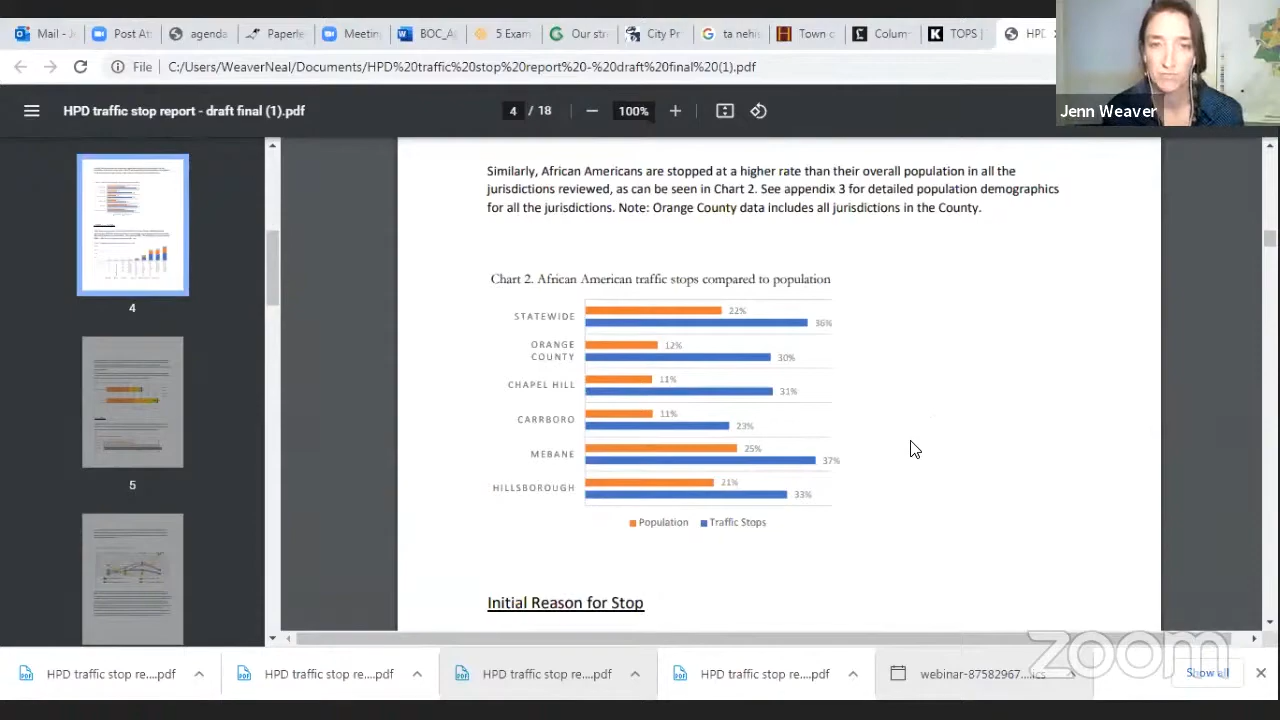 Mail - J
Post At
agenda
Paperle
Meeting
BOC_A
5 Exam
Our str
City Pr
ta nehis
Town c
Colum
TOPS |
HPD
File | C:/Users/WeaverNeal/Documents/HPD%20traffic%20stop%20report%20-%20draft%20final%20(1).pdf
HPD traffic stop report - draft final (1).pdf
4 / 18
100%
Jenn Weaver
4
5
Similarly, African Americans are stopped at a higher rate than their overall population in all the
jurisdictions reviewed, as can be seen in Chart 2. See appendix 3 for detailed population demographics
for all the jurisdictions. Note: Orange County data includes all jurisdictions in the County.
Chart 2. African American traffic stops compared to population
STATEWIDE 22%
36%
ORANGE COUNTY 12%
30%
CHAPEL HILL 11%
31%
CARRBORO 11%
23%
MEBANE 25%
37%
HILLSBOROUGH 21%
33%
Population Traffic Stops
Initial Reason for Stop
HPD traffic stop re....pdf
HPD traffic stop re....pdf
HPD traffic stop re....pdf
HPD traffic stop re....pdf
webinar-87582967....ics
Show all
zoom